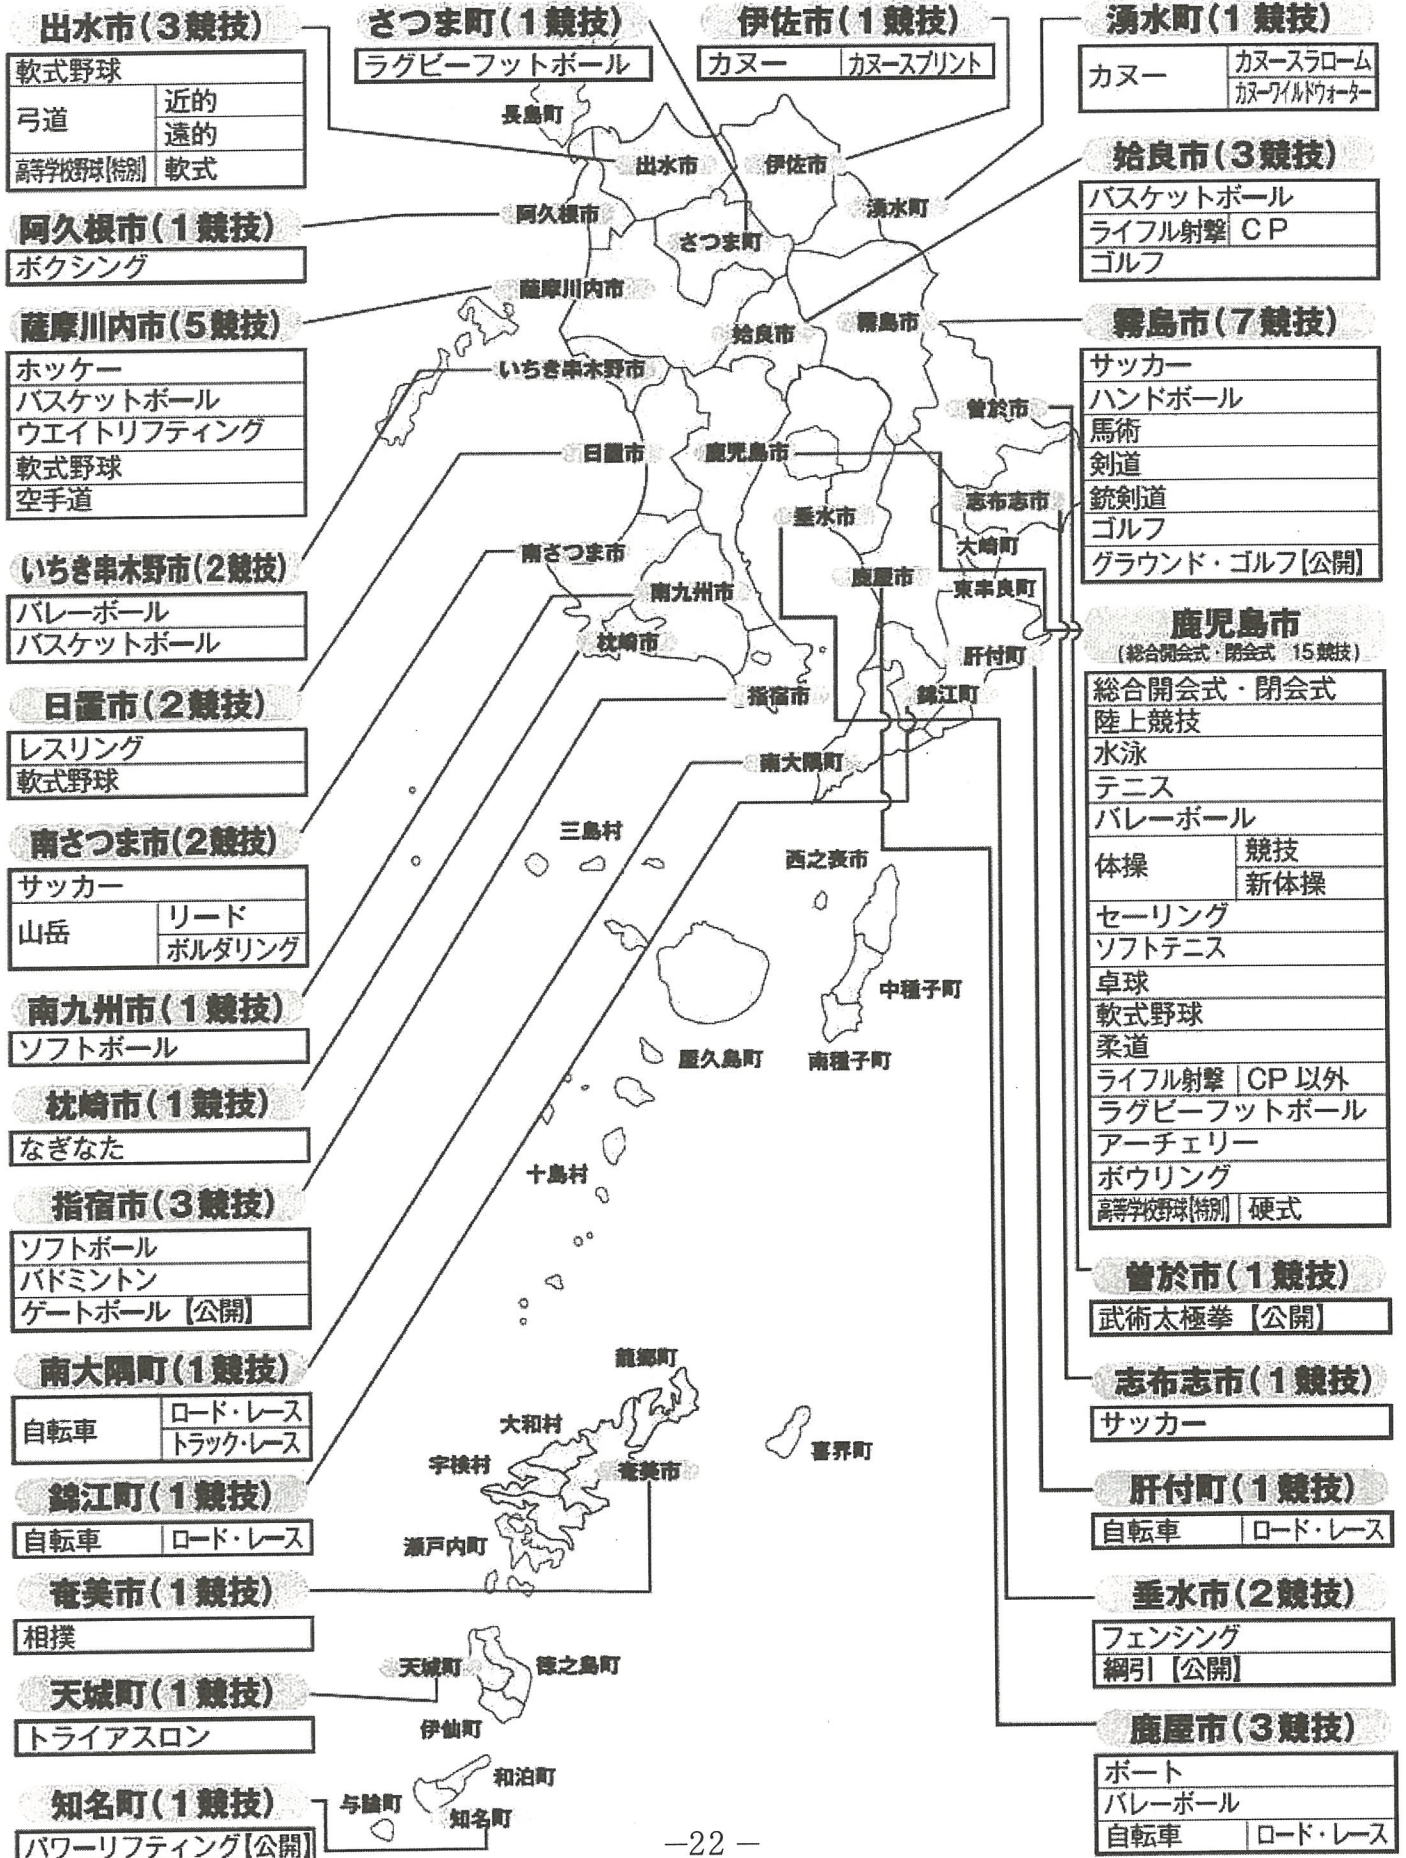 出水市(3競技)
軟式野球
弓道
近的
遠的
高等学校野球【特別】 軟式
阿久根市(1競技)
ボクシング
薩摩川内市(5競技)
ホッケー
バスケットボール
ウエイトリフティング
軟式野球
空手道
いちき串木野市(2競技)
バレーボール
バスケットボール
日置市(2競技)
レスリング
軟式野球
南さつま市(2競技)
サッカー
山岳
リード
ボルダリング
南九州市(1競技)
ソフトボール
枕崎市(1競技)
なぎなた
指宿市(3競技)
ソフトボール
バドミントン
ゲートボール【公開】
南大隅町(1競技)
自転車
ロード・レース
トラック・レース
錦江町(1競技)
自転車 ロード・レース
奄美市(1競技)
相撲
天城町(1競技)
トライアスロン
知名町(1競技)
パワーリフティング【公開】
さつま町(1競技)
ラグビーフットボール
伊佐市(1競技)
カヌー カヌースプリント
長島町
出水市
伊佐市
阿久根市
湧水町
さつま町
薩摩川内市
姶良市
霧島市
いちき串木野市
曽於市
日置市
鹿児島市
志布志市
垂水市
大崎町
南さつま市
鹿屋市
東串良町
南九州市
枕崎市
肝付町
指宿市
錦江町
南大隅町
三島村
西之表市
中種子町
屋久島町
南種子町
十島村
龍郷町
大和村
喜界町
宇検村
奄美市
瀬戸内町
天城町
徳之島町
伊仙町
和泊町
与論町
知名町
湧水町(1競技)
カヌー
カヌースラローム
カヌーワイルドウォーター
姶良市(3競技)
バスケットボール
ライフル射撃 CP
ゴルフ
霧島市(7競技)
サッカー
ハンドボール
馬術
剣道
銃剣道
ゴルフ
グラウンド・ゴルフ【公開】
鹿児島市
(総合開会式・閉会式 15競技)
総合開会式・閉会式
陸上競技
水泳
テニス
バレーボール
体操
競技
新体操
セーリング
ソフトテニス
卓球
軟式野球
柔道
ライフル射撃 CP以外
ラグビーフットボール
アーチェリー
ボウリング
高等学校野球【特別】 硬式
曽於市(1競技)
武術太極拳【公開】
志布志市(1競技)
サッカー
肝付町(1競技)
自転車 ロード・レース
垂水市(2競技)
フェンシング
綱引【公開】
鹿屋市(3競技)
ボート
バレーボール
自転車 ロード・レース
－22－